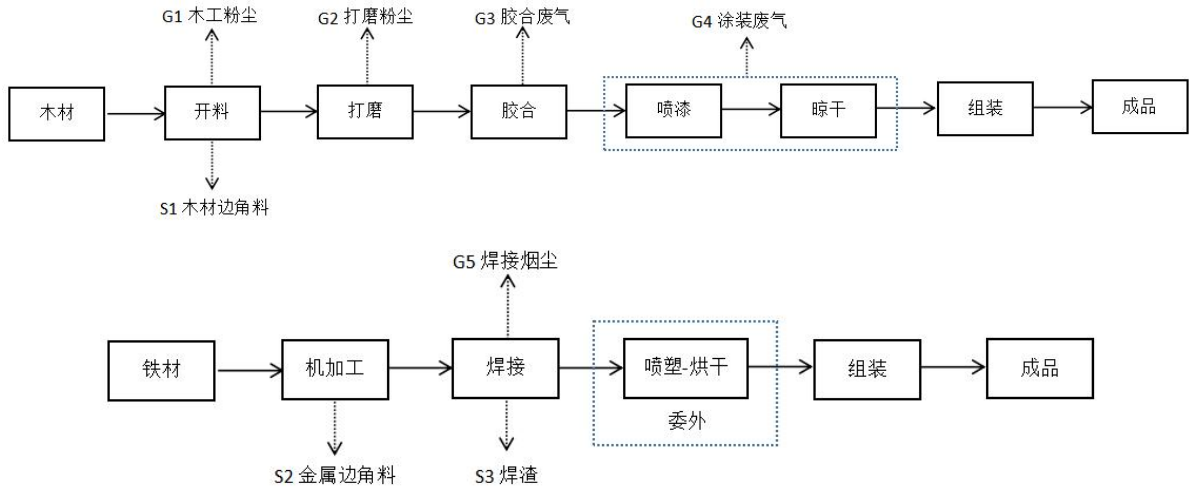 G1 木工粉尘
G2 打磨粉尘
G3 胶合废气
G4 涂装废气
木材
开料
打磨
胶合
喷漆
晾干
组装
成品
S1 木材边角料
G5 焊接烟尘
铁材
机加工
焊接
喷塑-烘干
组装
成品
委外
S2 金属边角料
S3 焊渣